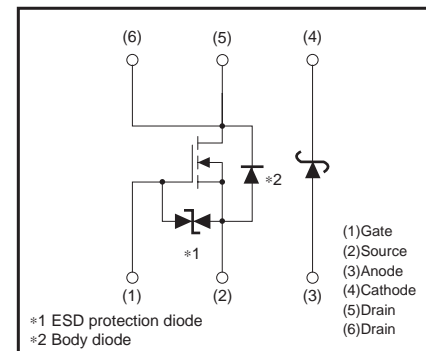 (6) (5) (4)
∗2
∗1
(1) (2) (3)
(1)Gate
(2)Source
(3)Anode
(4)Cathode
(5)Drain
(6)Drain
∗1 ESD protection diode
∗2 Body diode